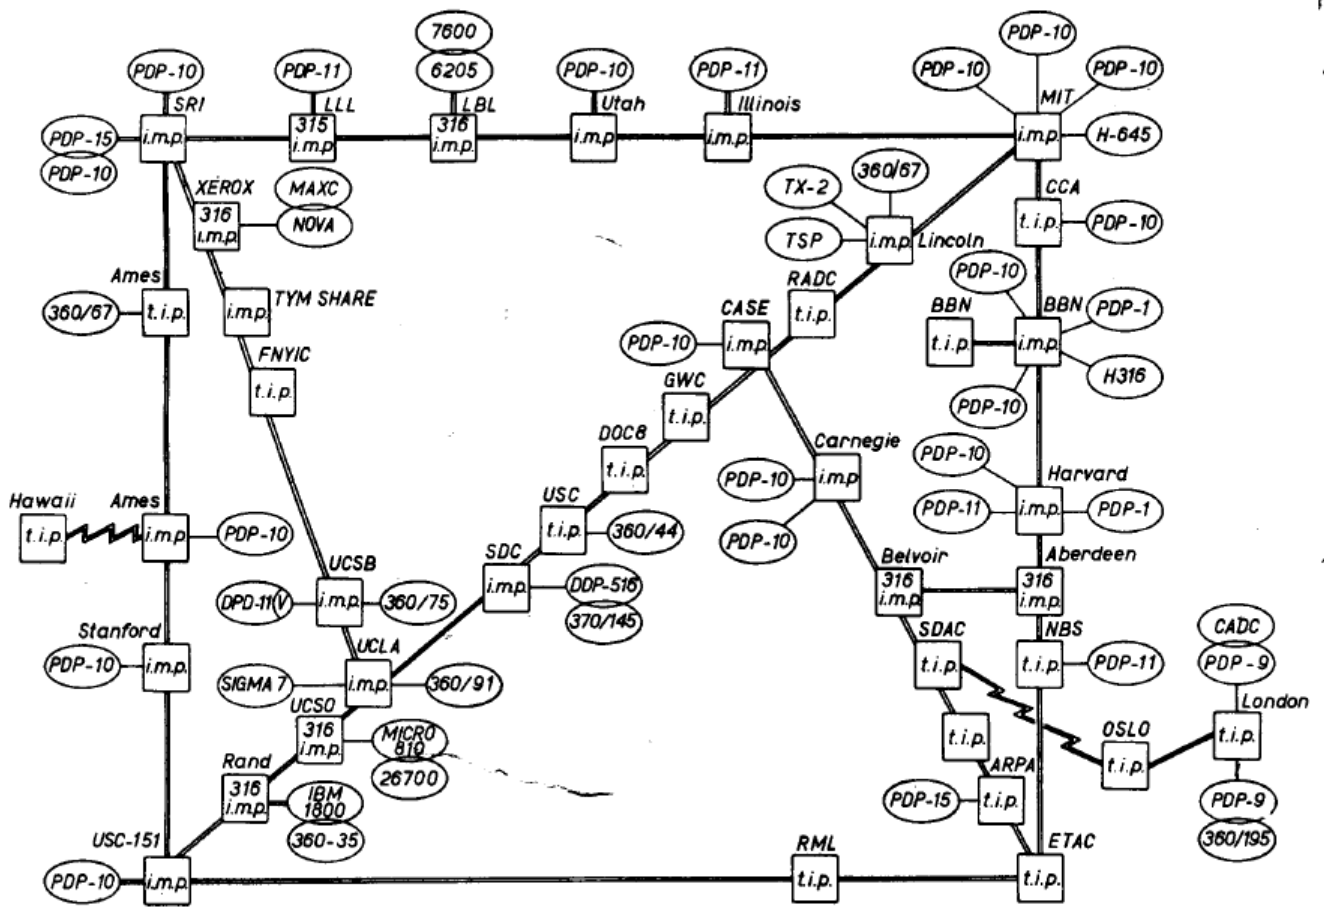 7600
6205
PDP-10
PDP-10
PDP-11
PDP-10
PDP-11
PDP-10
PDP-10
SRI
LLL
LBL
Utah
Illinois
MIT
PDP-15
PDP-10
i.m.p.
315
i.m.p
316
i.m.p.
i.m.p
i.m.p.
i.m.p.
H-645
XEROX
316
i.m.p.
MAXC
NOVA
TX-2
360/67
TSP
i.m.p.
Lincoln
CCA
t.i.p.
PDP-10
Ames
360/67
t.i.p.
TYM SHARE
i.m.p.
RADC
t.i.p.
CASE
PDP-10
i.m.p.
PDP-10
BBN
t.i.p.
BBN
i.m.p.
PDP-1
H316
PDP-10
FNYIC
t.i.p.
GWC
t.i.p.
DOCB
t.i.p.
Carnegie
PDP-10
i.m.p
PDP-10
PDP-10
Harvard
PDP-11
i.m.p.
PDP-1
Hawaii
t.i.p.
Ames
i.m.p
PDP-10
USC
t.i.p.
360/44
SDC
i.m.p.
DDP-516
370/145
UCSB
DPD-11(V
i.m.p.
360/75
Belvoir
316
i.m.p.
Aberdeen
316
i.m.p.
Stanford
PDP-10
i.m.p.
UCLA
SIGMA 7
i.m.p.
360/91
SDAC
t.i.p.
NBS
t.i.p.
PDP-11
CADC
PDP-9
London
t.i.p.
PDP-9
360/195
OSLO
t.i.p.
UCSO
316
i.m.p.
MICRO
810
26700
t.i.p.
Rand
316
i.m.p.
IBM
1800
360-35
ARPA
PDP-15
t.i.p.
USC-151
PDP-10
i.m.p.
RML
t.i.p.
ETAC
t.i.p.